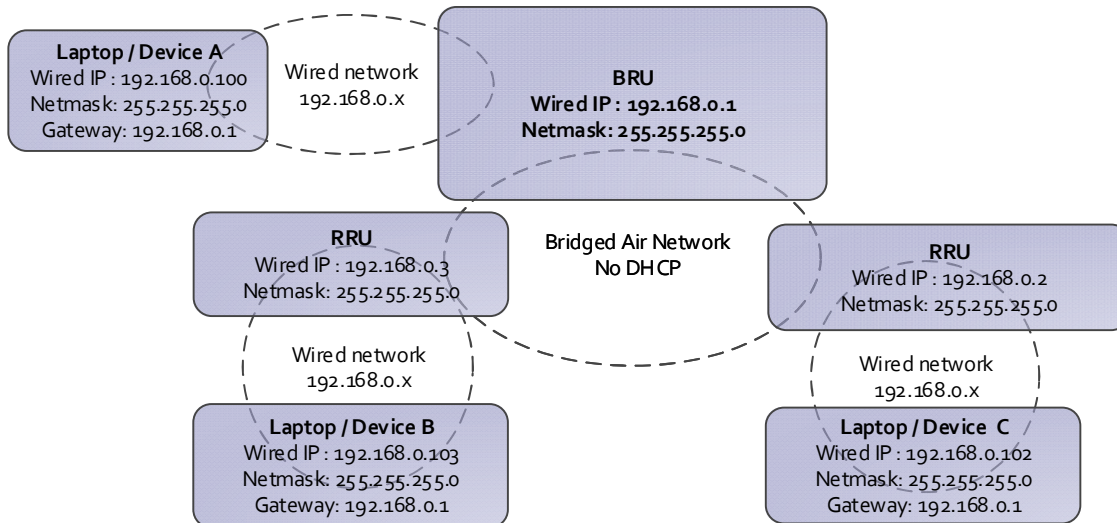 Laptop / Device A
Wired IP : 192.168.0.100
Netmask: 255.255.255.0
Gateway: 192.168.0.1
Wired network
192.168.0.x
BRU
Wired IP : 192.168.0.1
Netmask: 255.255.255.0
RRU
Wired IP : 192.168.0.3
Netmask: 255.255.255.0
Bridged Air Network
No DHCP
RRU
Wired IP : 192.168.0.2
Netmask: 255.255.255.0
Wired network
192.168.0.x
Wired network
192.168.0.x
Laptop / Device B
Wired IP : 192.168.0.103
Netmask: 255.255.255.0
Gateway: 192.168.0.1
Laptop / Device C
Wired IP : 192.168.0.102
Netmask: 255.255.255.0
Gateway: 192.168.0.1